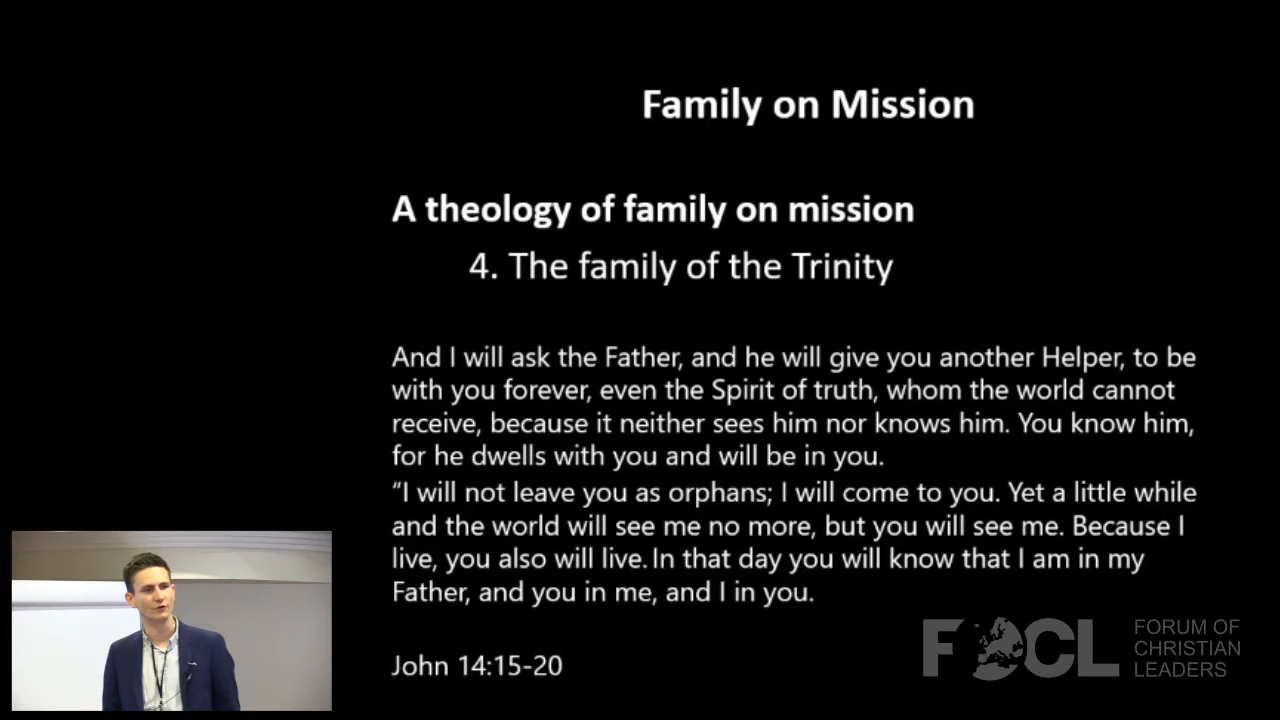 Family on Mission
A theology of family on mission
4. The family of the Trinity
And I will ask the Father, and he will give you another Helper, to be
with you forever, even the Spirit of truth, whom the world cannot
receive, because it neither sees him nor knows him. You know him,
for he dwells with you and will be in you.
“I will not leave you as orphans; I will come to you. Yet a little while
and the world will see me no more, but you will see me. Because I
live, you also will live. In that day you will know that I am in my
Father, and you in me, and I in you.
John 14:15-20
FOCL
FORUM OF
CHRISTIAN
LEADERS